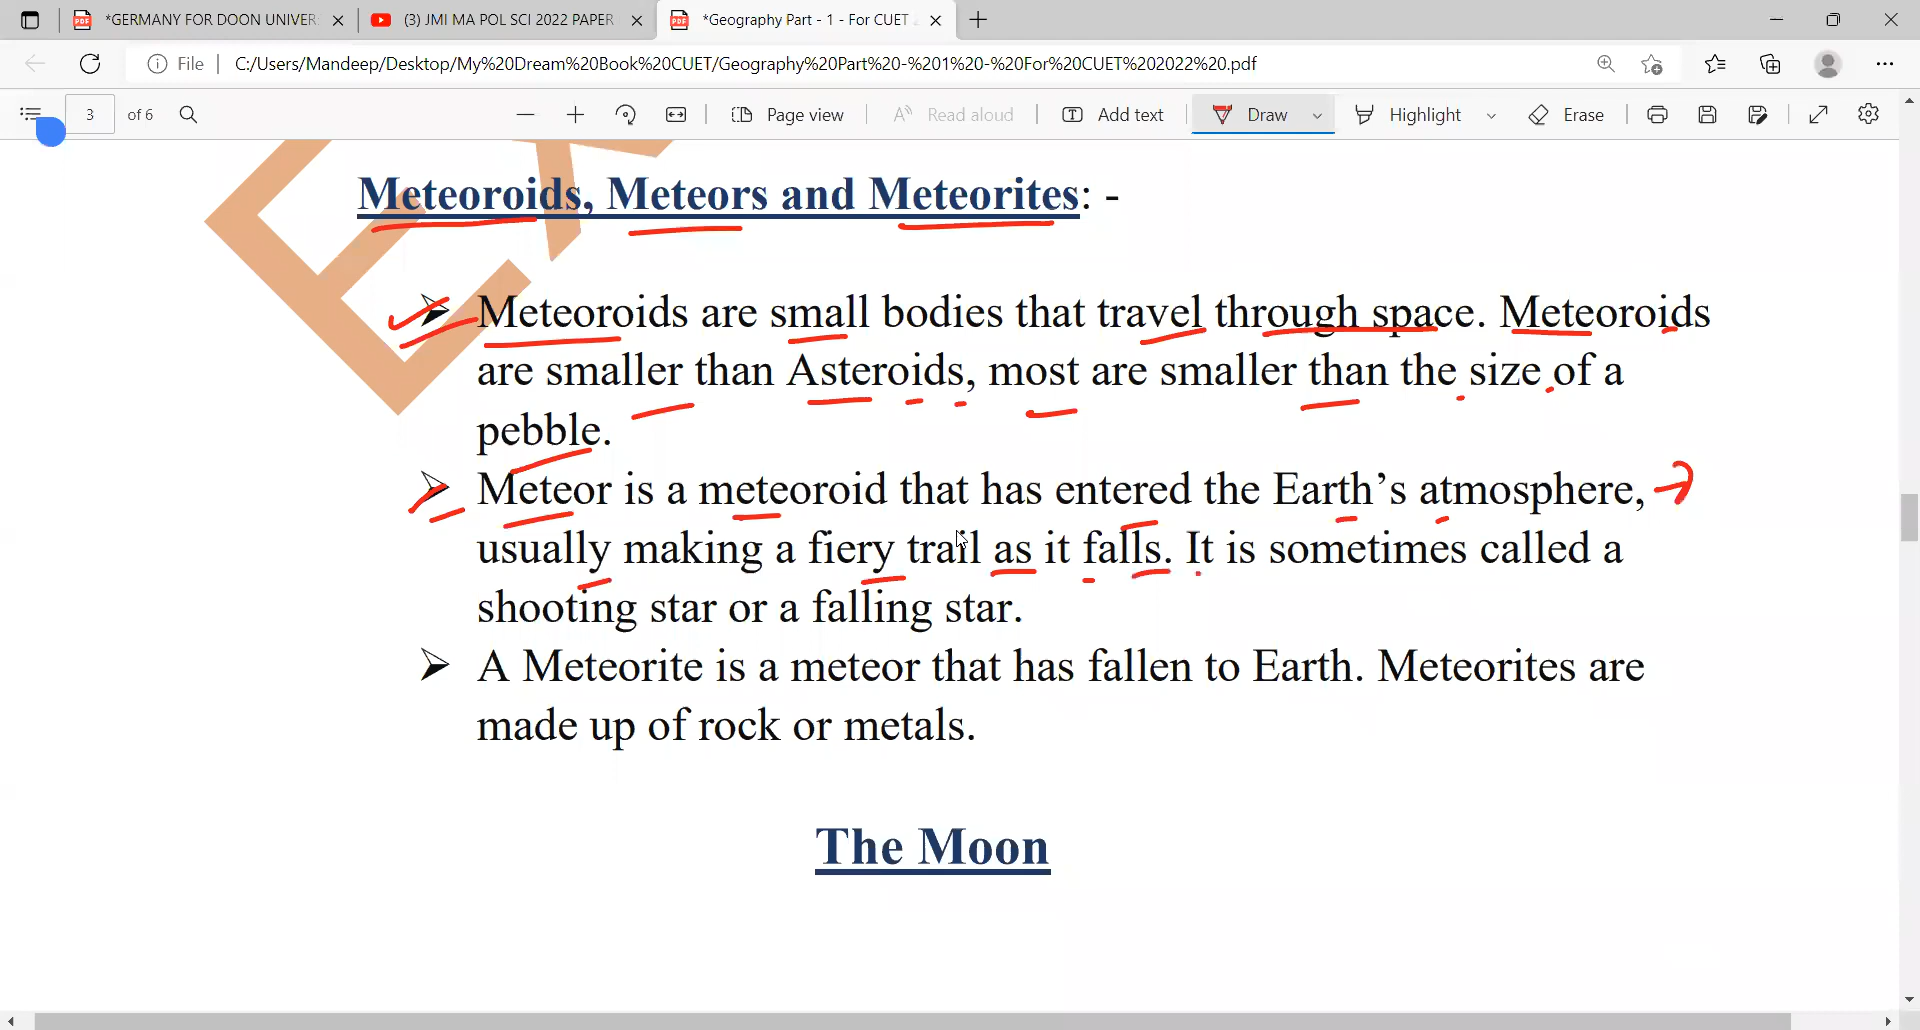 *GERMANY FOR DOON UNIVER
(3) JMI MA POL SCI 2022 PAPER
*Geography Part - 1 - For CUET
File
C:/Users/Mandeep/Desktop/My%20Dream%20Book%20CUET/Geography%20Part%20-%201%20-%20For%20CUET%202022%20.pdf
3 of 6
Page view
Read aloud
Add text
Draw
Highlight
Erase
Meteoroids, Meteors and Meteorites: -
Meteoroids are small bodies that travel through space. Meteoroids
are smaller than Asteroids, most are smaller than the size of a
pebble.
Meteor is a meteoroid that has entered the Earth's atmosphere,
usually making a fiery trail as it falls. It is sometimes called a
shooting star or a falling star.
A Meteorite is a meteor that has fallen to Earth. Meteorites are
made up of rock or metals.
The Moon